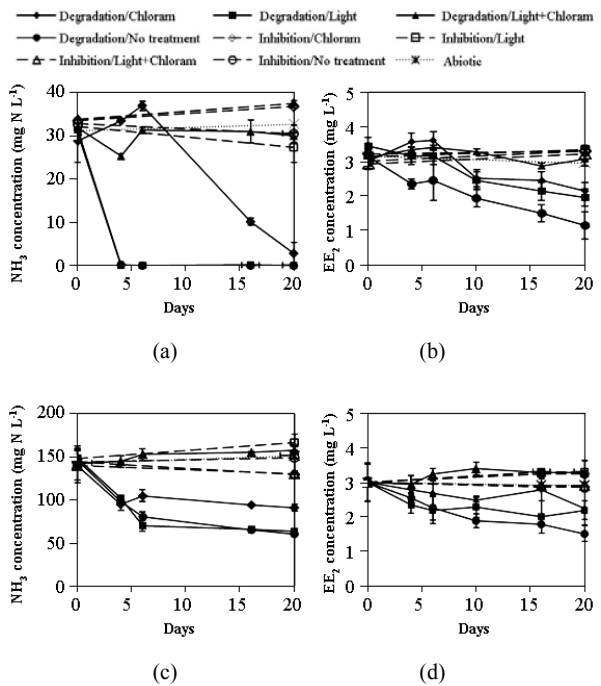 Degradation/Chloram Degradation/Light Degradation/Light+Chloram
Degradation/No treatment Inhibition/Chloram Inhibition/Light
Inhibition/Light+Chloram Inhibition/No treatment Abiotic
NH₃ concentration (mg N L⁻¹)
40
30
20
10
0
0 5 10 15 20
Days
(a)
EE₂ concentration (mg L⁻¹)
5
4
3
2
1
0
0 5 10 15 20
Days
(b)
NH₃ concentration (mg N L⁻¹)
200
150
100
50
0
0 5 10 15 20
Days
(c)
EE₂ concentration (mg L⁻¹)
5
4
3
2
1
0
0 5 10 15 20
Days
(d)